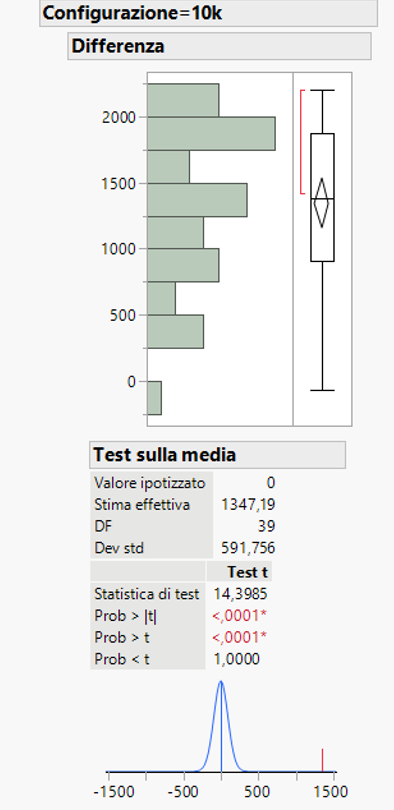 Configurazione=10k
Differenza
2000
1500
1000
500
0
Test sulla media
Valore ipotizzato 0
Stima effettiva 1347,19
DF 39
Dev std 591,756
Test t
Statistica di test 14,3985
Prob > |t| <,0001*
Prob > t <,0001*
Prob < t 1,0000
-1500 -500 0 500 1500